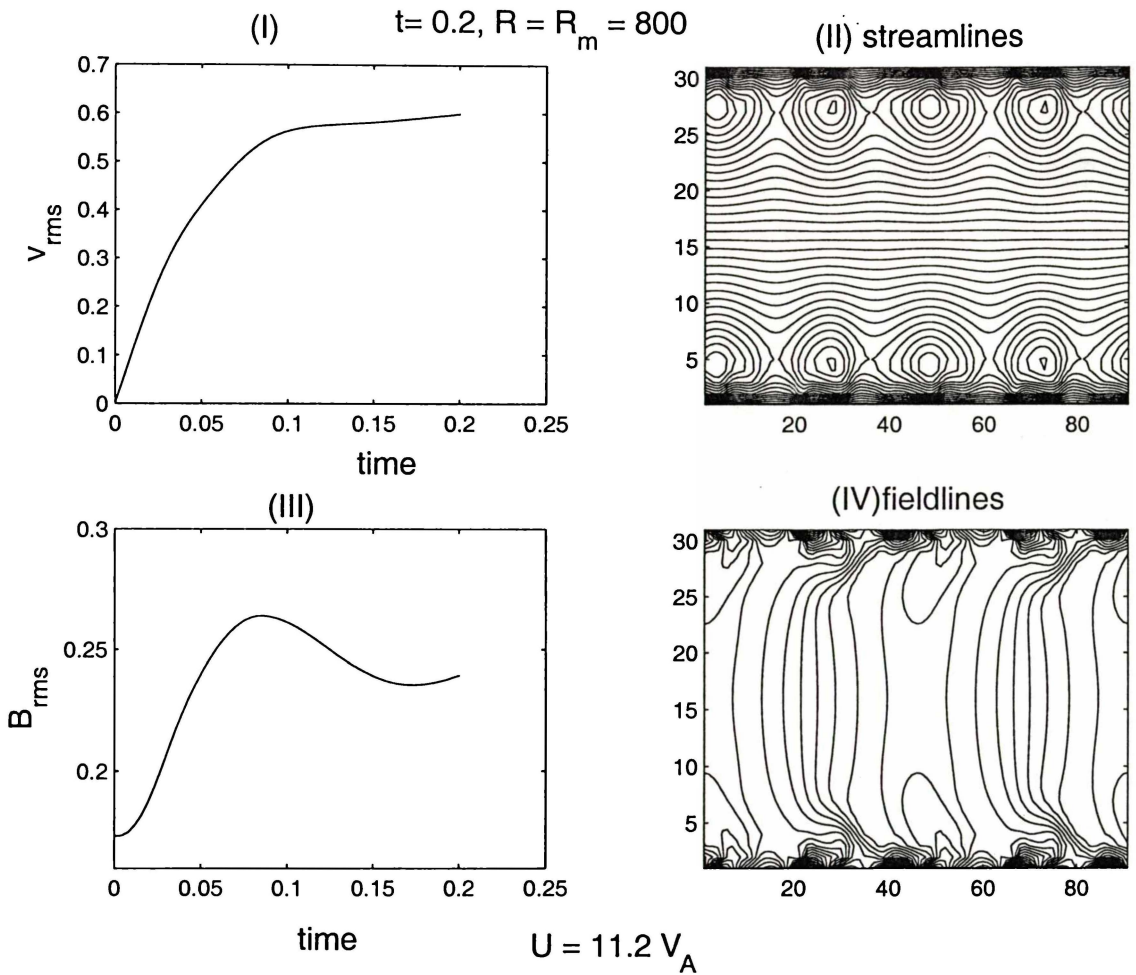 t= 0.2, R = R_m = 800
(I)
v_rms
0.7
0.6
0.5
0.4
0.3
0.2
0.1
0
0 0.05 0.1 0.15 0.2 0.25
time
(II) streamlines
30
25
20
15
10
5
20 40 60 80
(III)
B_rms
0.3
0.25
0.2
0 0.05 0.1 0.15 0.2 0.25
time
(IV)fieldlines
30
25
20
15
10
5
20 40 60 80
U = 11.2 V_A